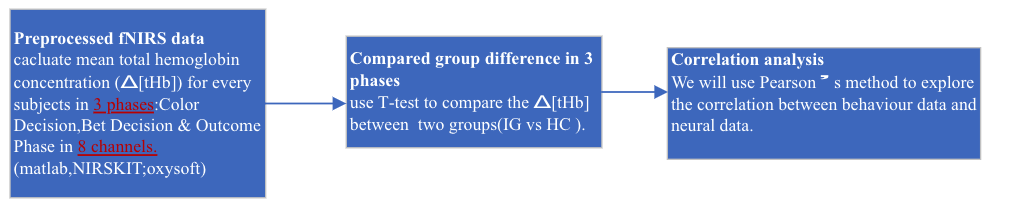 Preprocessed fNIRS data
cacluate mean total hemoglobin
concentration (Δ[tHb]) for every
subjects in 3 phases:Color
Decision,Bet Decision & Outcome
Phase in 8 channels.
(matlab,NIRSKIT;oxysoft)
Compared group difference in 3
phases
use T-test to compare the Δ[tHb]
between two groups(IG vs HC ).
Correlation analysis
We will use Pearson ’ s method to explore
the correlation between behaviour data and
neural data.